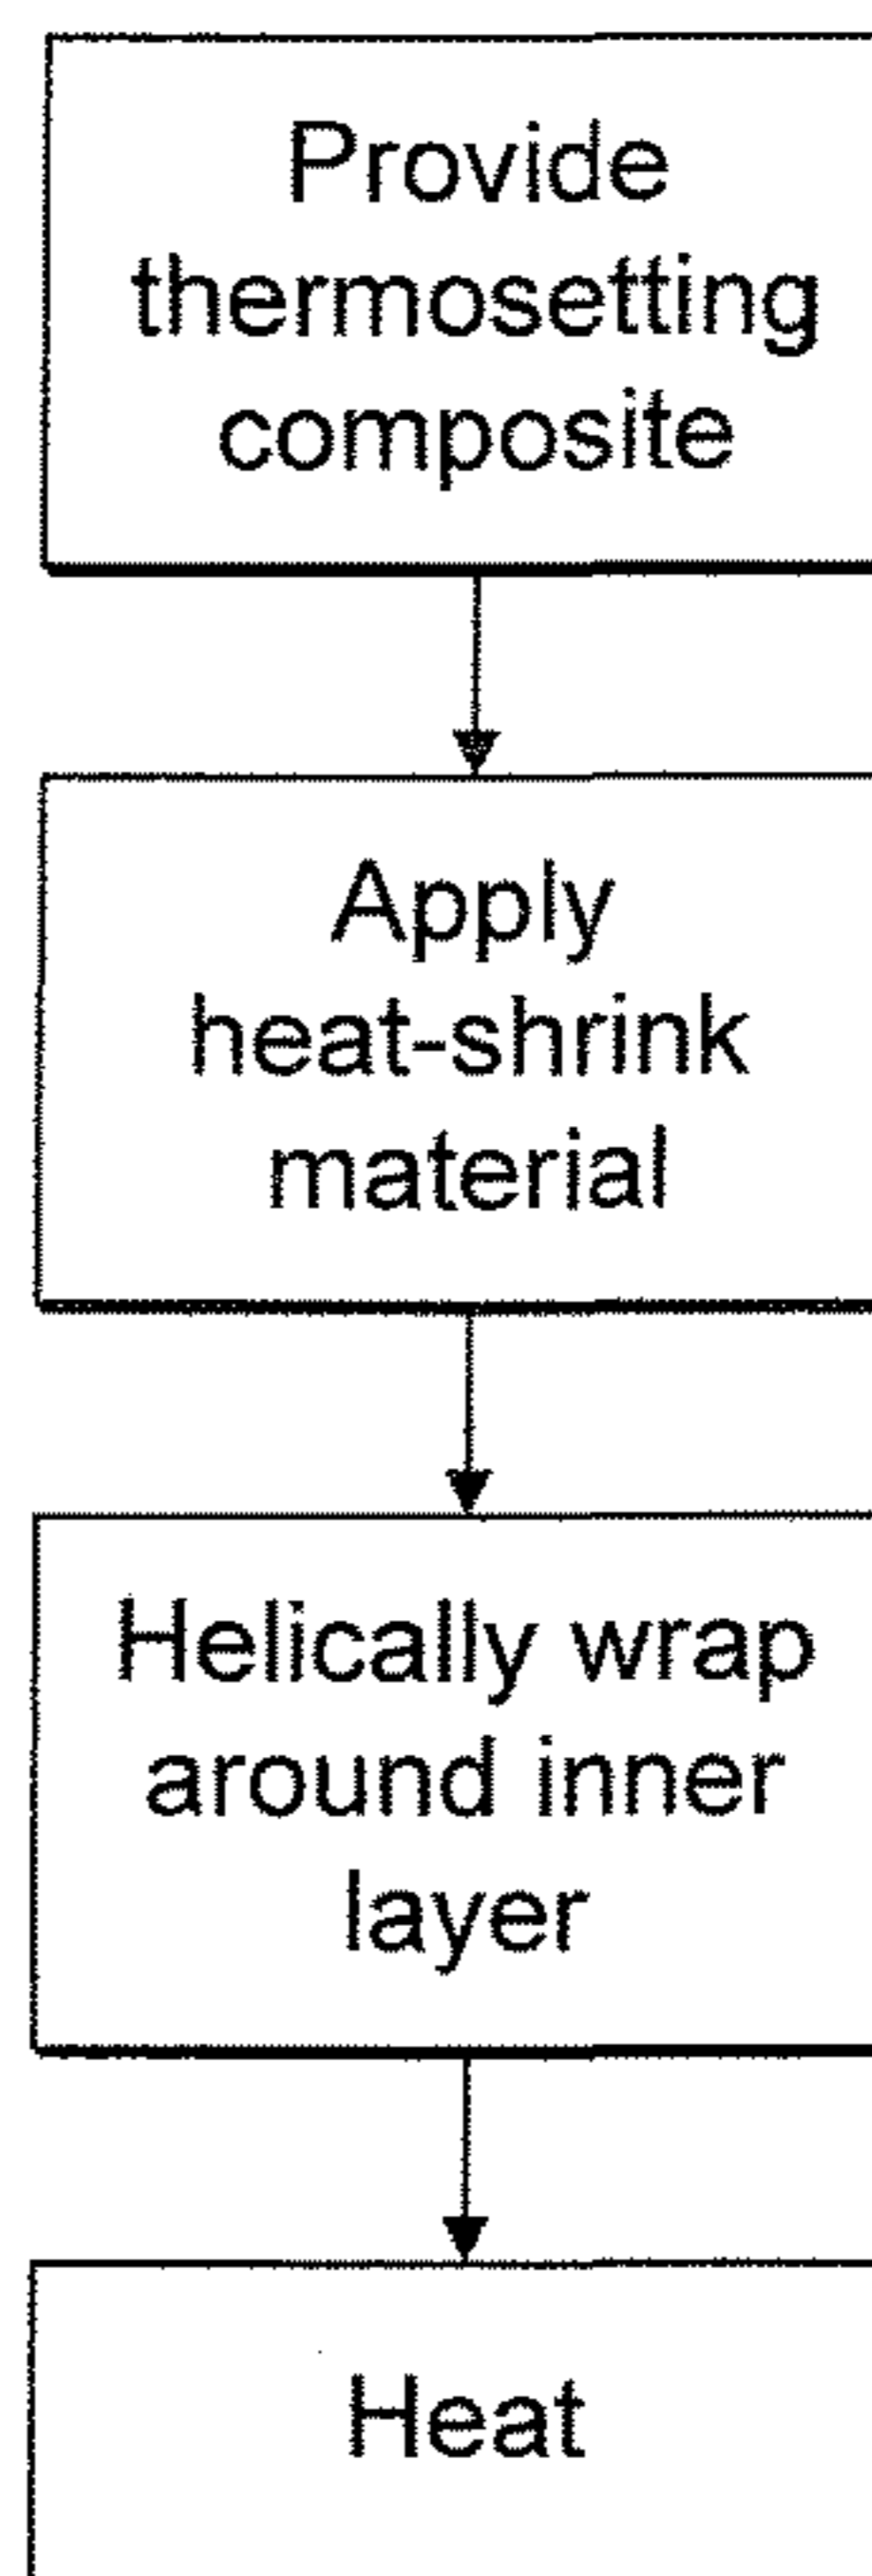 Provide
thermosetting
composite
Apply
heat-shrink
material
Helically wrap
around inner
layer
Heat